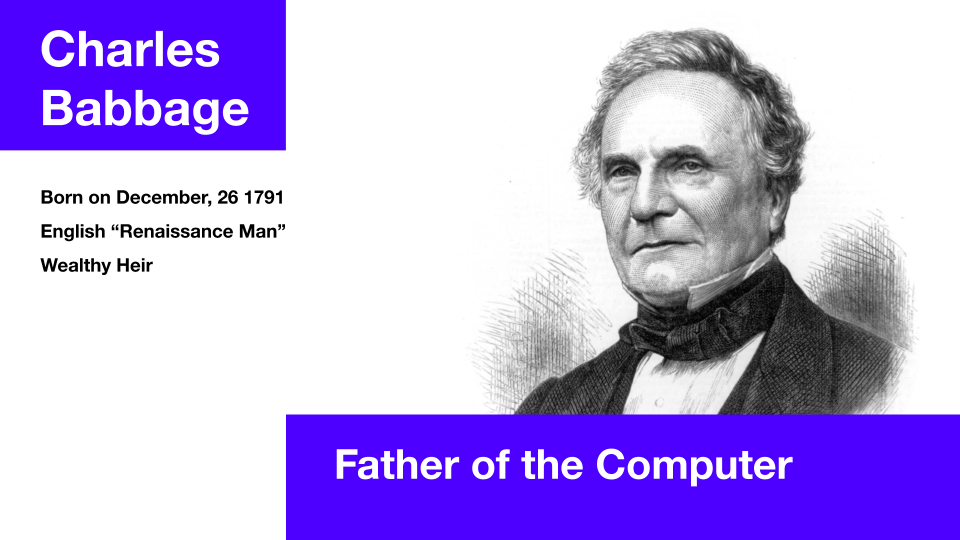 Charles
Babbage
Born on December, 26 1791
English “Renaissance Man”
Wealthy Heir
Father of the Computer